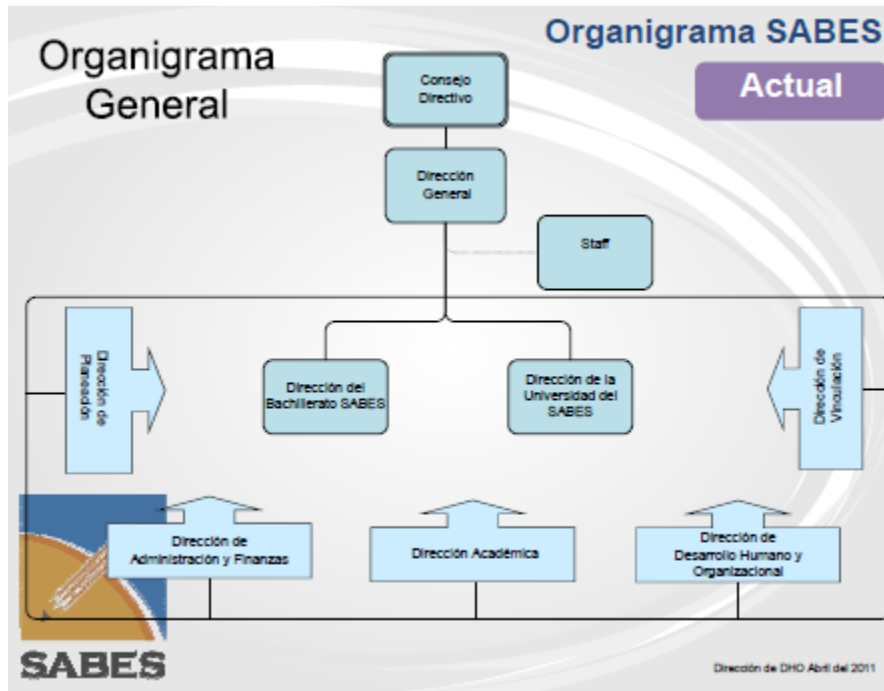 Organigrama
General
Organigrama SABES
Actual
Consejo
Directivo
Dirección
General
Staff
Dirección de
Planeación
Dirección del
Bachillerato SABES
Dirección de la
Universidad del
SABES
Dirección de
Vinculación
Dirección de
Administración y Finanzas
Dirección Académica
Dirección de
Desarrollo Humano y
Organizacional
SABES
Dirección de DHO Abril del 2011